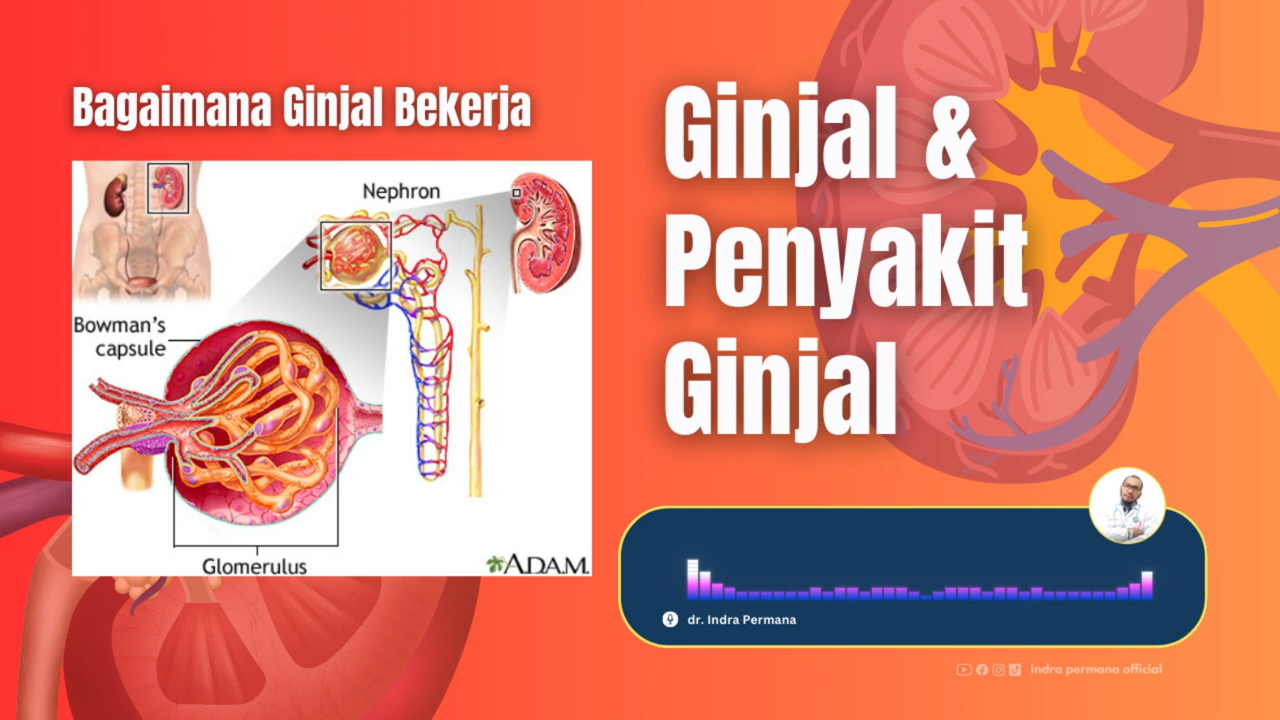 Bagaimana Ginjal Bekerja
Nephron
Bowman's
capsule
Glomerulus
A.D.A.M.
Ginjal &
Penyakit
Ginjal
dr. Indra Permana
indra permana official